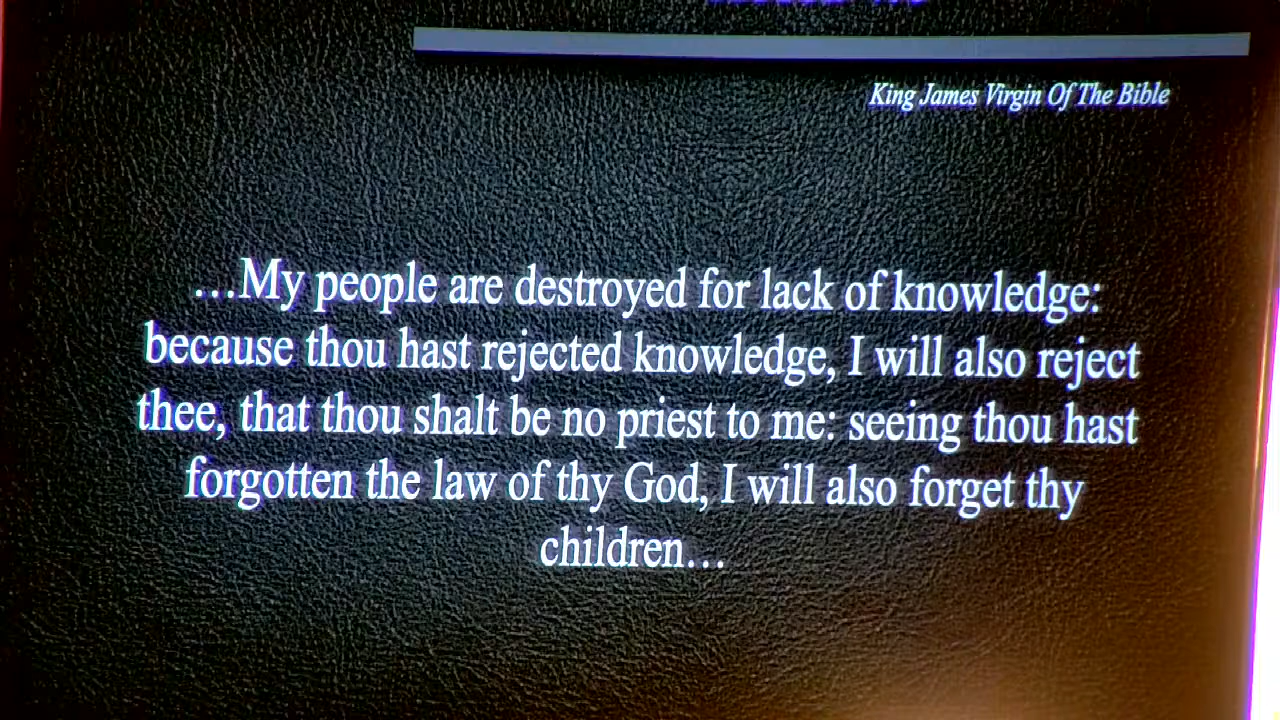 King James Virgin Of The Bible
…My people are destroyed for lack of knowledge:
because thou hast rejected knowledge, I will also reject
thee, that thou shalt be no priest to me: seeing thou hast
forgotten the law of thy God, I will also forget thy
children…